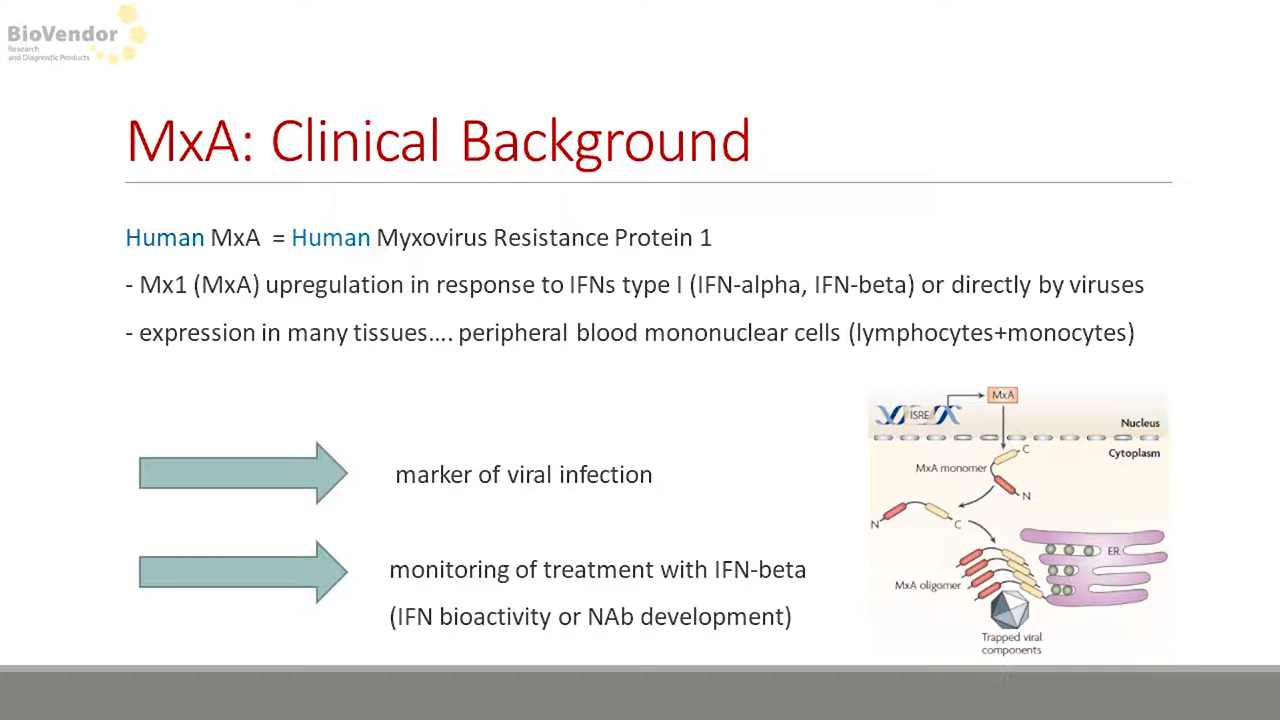 BioVendor
Research
and Diagnostic Products
MxA: Clinical Background
Human MxA = Human Myxovirus Resistance Protein 1
- Mx1 (MxA) upregulation in response to IFNs type I (IFN-alpha, IFN-beta) or directly by viruses
- expression in many tissues.... peripheral blood mononuclear cells (lymphocytes+monocytes)
marker of viral infection
monitoring of treatment with IFN-beta
(IFN bioactivity or NAb development)
MxA
ISRE
Nucleus
Cytoplasm
C
MxA monomer
N
N
C
ER
MxA oligomer
Trapped viral
components